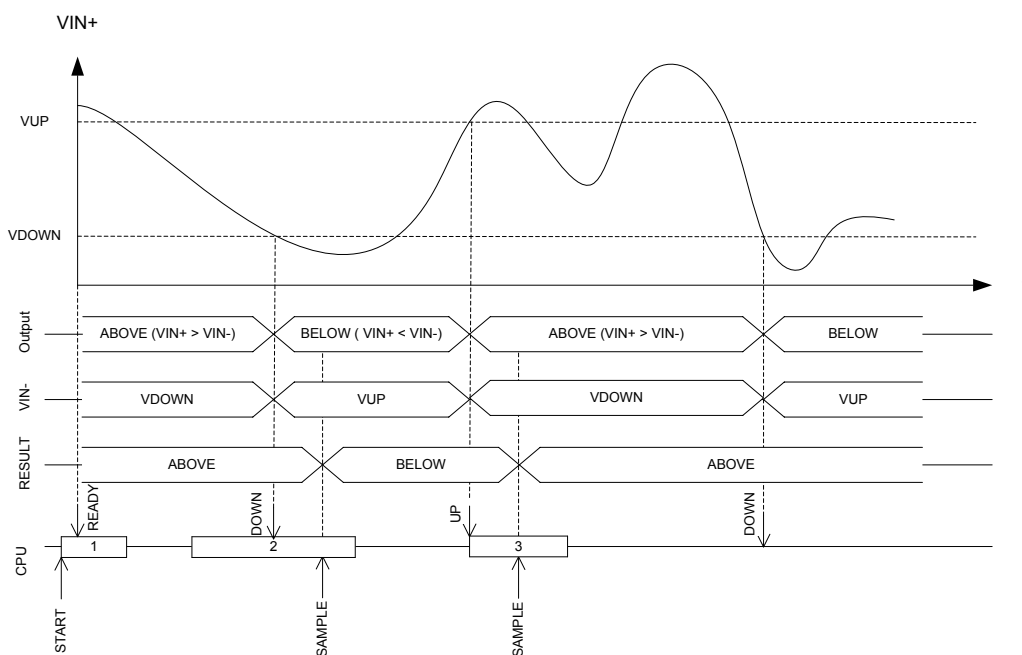 VIN+
VUP
VDOWN
Output
ABOVE (VIN+ > VIN-)
BELOW ( VIN+ < VIN-)
ABOVE (VIN+ > VIN-)
BELOW
VIN-
VDOWN
VUP
VDOWN
VUP
RESULT
ABOVE
BELOW
ABOVE
READY
DOWN
UP
DOWN
CPU
1
2
3
START
SAMPLE
SAMPLE